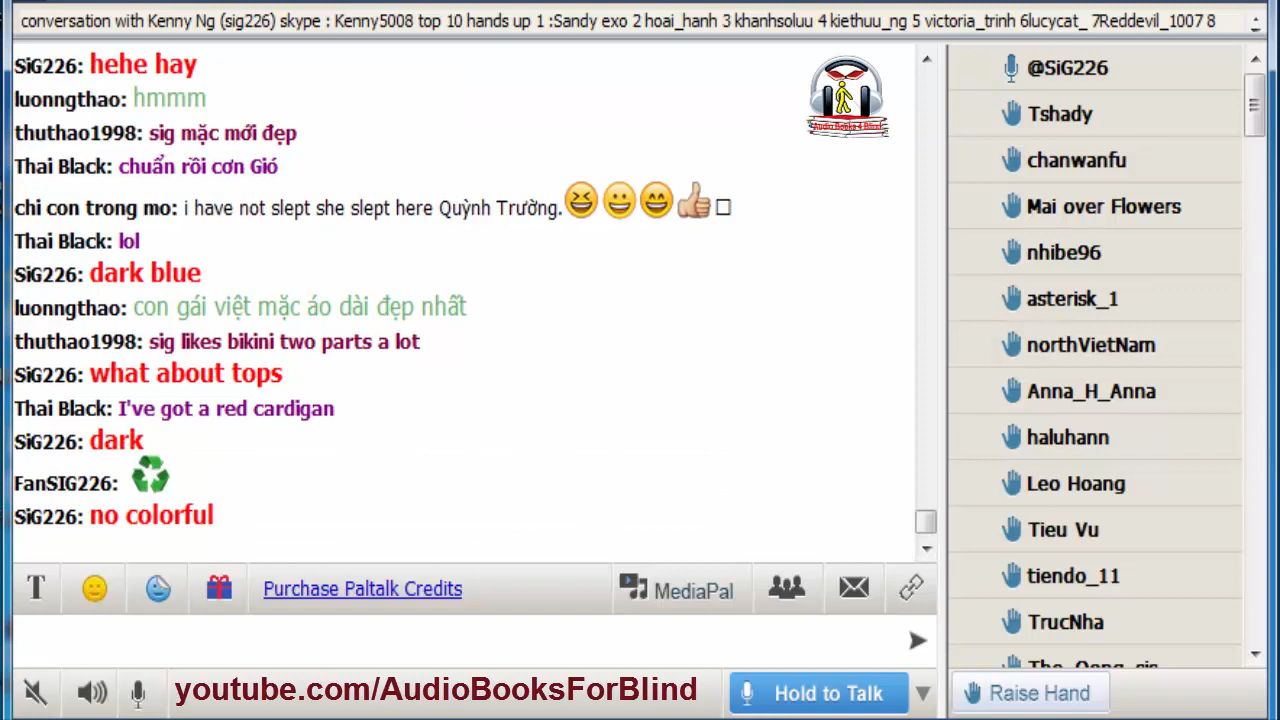 conversation with Kenny Ng (sig226) skype : Kenny5008 top 10 hands up 1 :Sandy exo 2 hoai_hanh 3 khanhsoluu 4 kiethuu_ng 5 victoria_trinh 6lucycat_ 7Reddevil_1007 8
SiG226: hehe hay
luonngthao: hmmm
thuthao1998: sig mặc mới đẹp
Thai Black: chuẩn rồi cơn Gió
chi con trong mo: i have not slept she slept here Quỳnh Trường.
Thai Black: lol
SiG226: dark blue
luonngthao: con gái việt mặc áo dài đẹp nhất
thuthao1998: sig likes bikini two parts a lot
SiG226: what about tops
Thai Black: I've got a red cardigan
SiG226: dark
FanSIG226:
SiG226: no colorful
Audio Books 4 Blind
@SiG226
Tshady
chanwanfu
Mai over Flowers
nhibe96
asterisk_1
northVietNam
Anna_H_Anna
haluhann
Leo Hoang
Tieu Vu
tiendo_11
TrucNha
T Purchase Paltalk Credits MediaPal
youtube.com/AudioBooksForBlind
Hold to Talk
Raise Hand